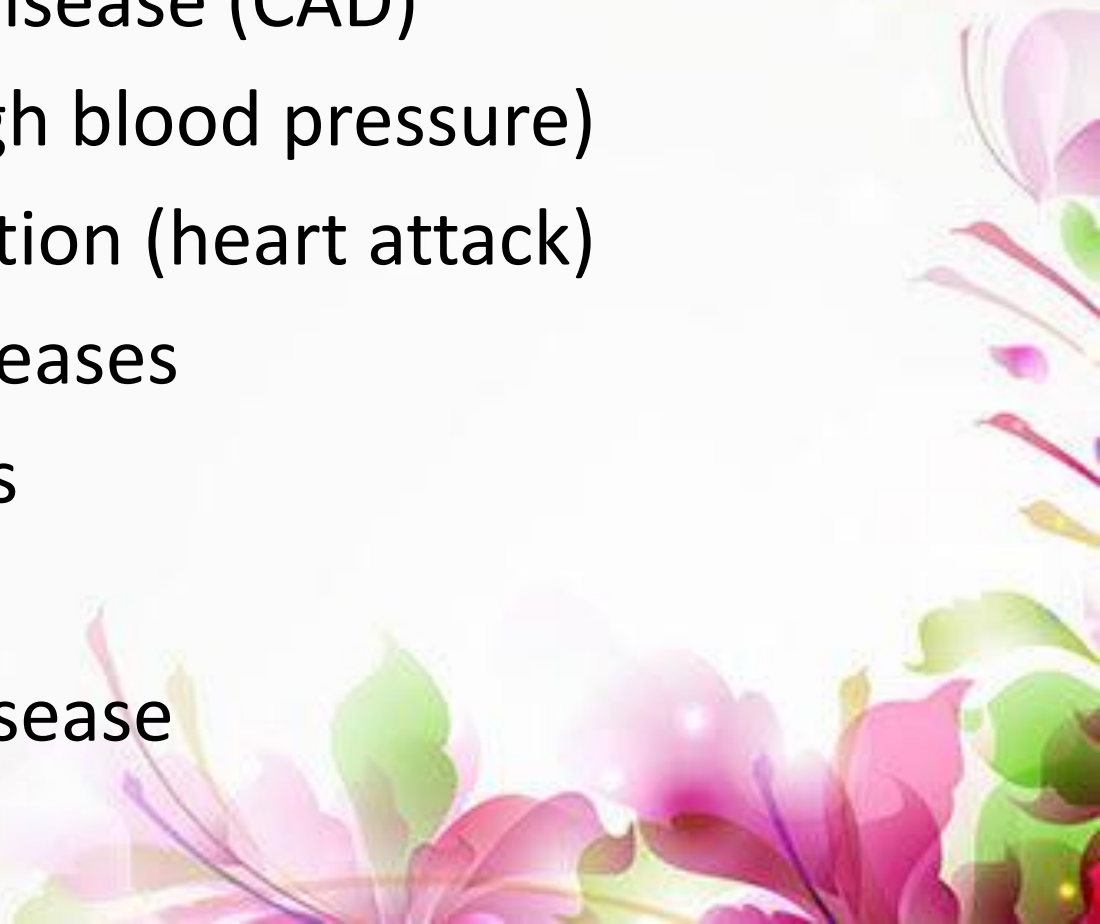 isease (CAD)
gh blood pressure)
tion (heart attack)
eases
s
sease